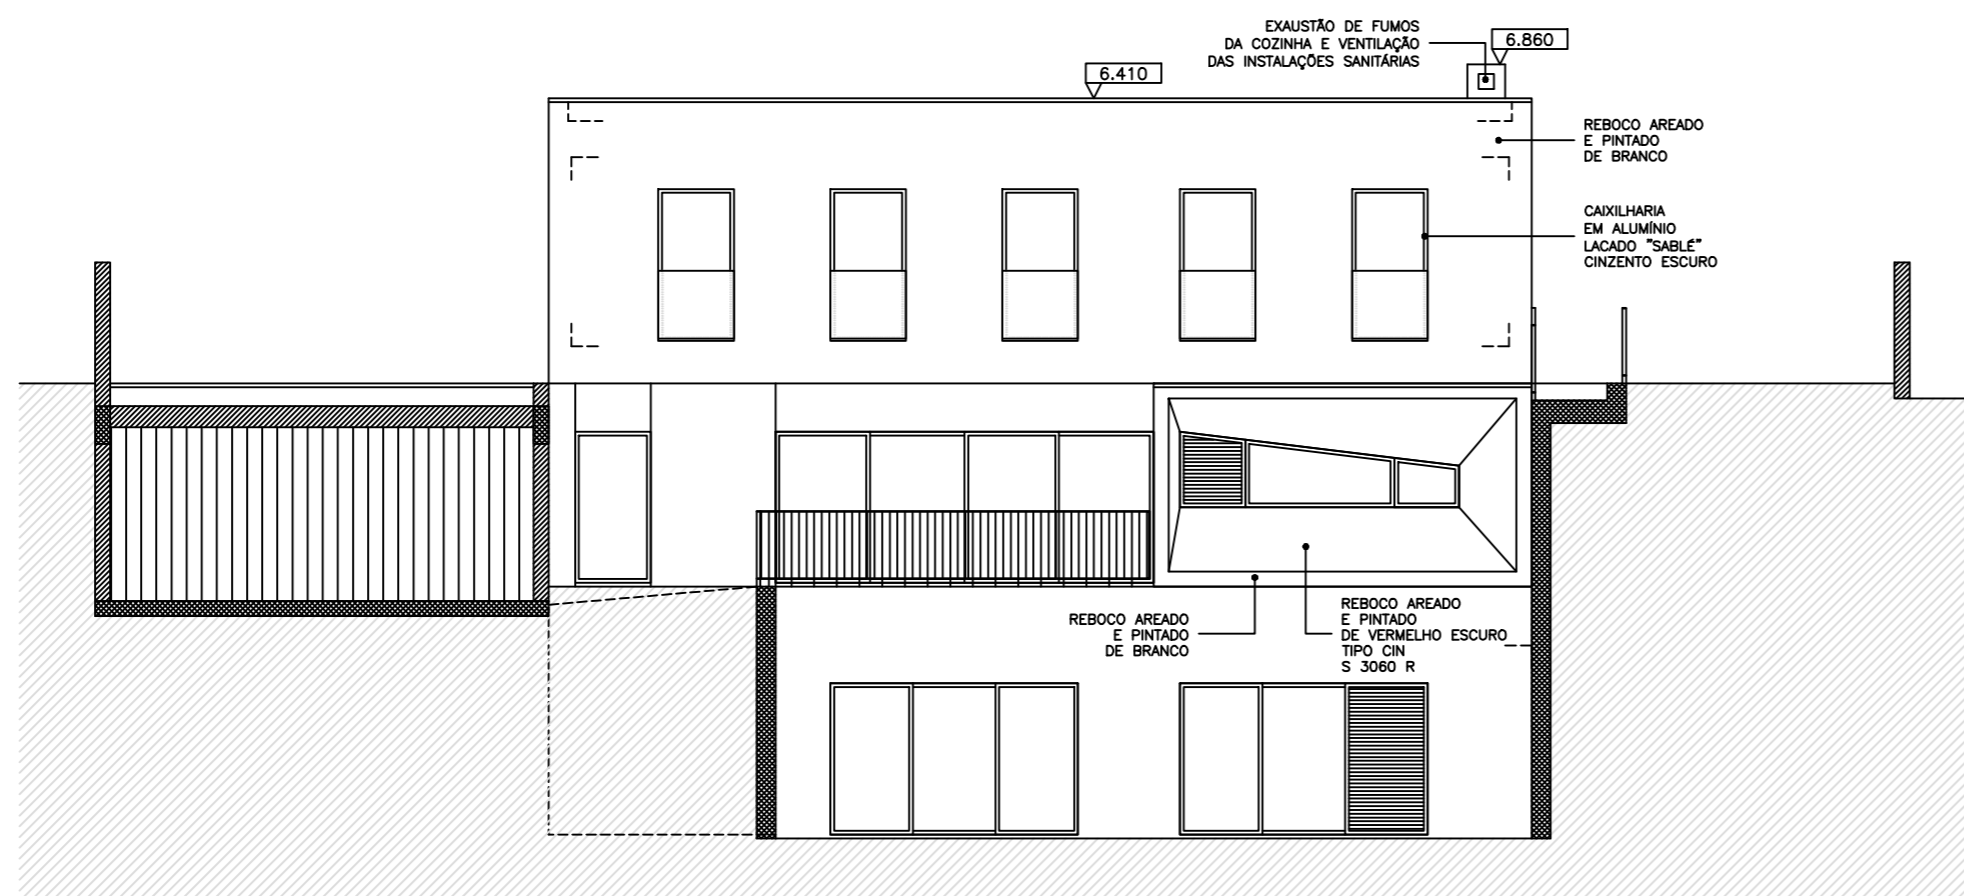 EXAUSTÃO DE FUMOS
DA COZINHA E VENTILAÇÃO
DAS INSTALAÇÕES SANITÁRIAS
6.860
6.410
REBOCO AREADO
E PINTADO
DE BRANCO
CAIXILHARIA
EM ALUMÍNIO
LACADO "SABLÉ"
CINZENTO ESCURO
REBOCO AREADO
E PINTADO
DE BRANCO
REBOCO AREADO
E PINTADO
DE VERMELHO ESCURO
TIPO CIN
S 3060 R